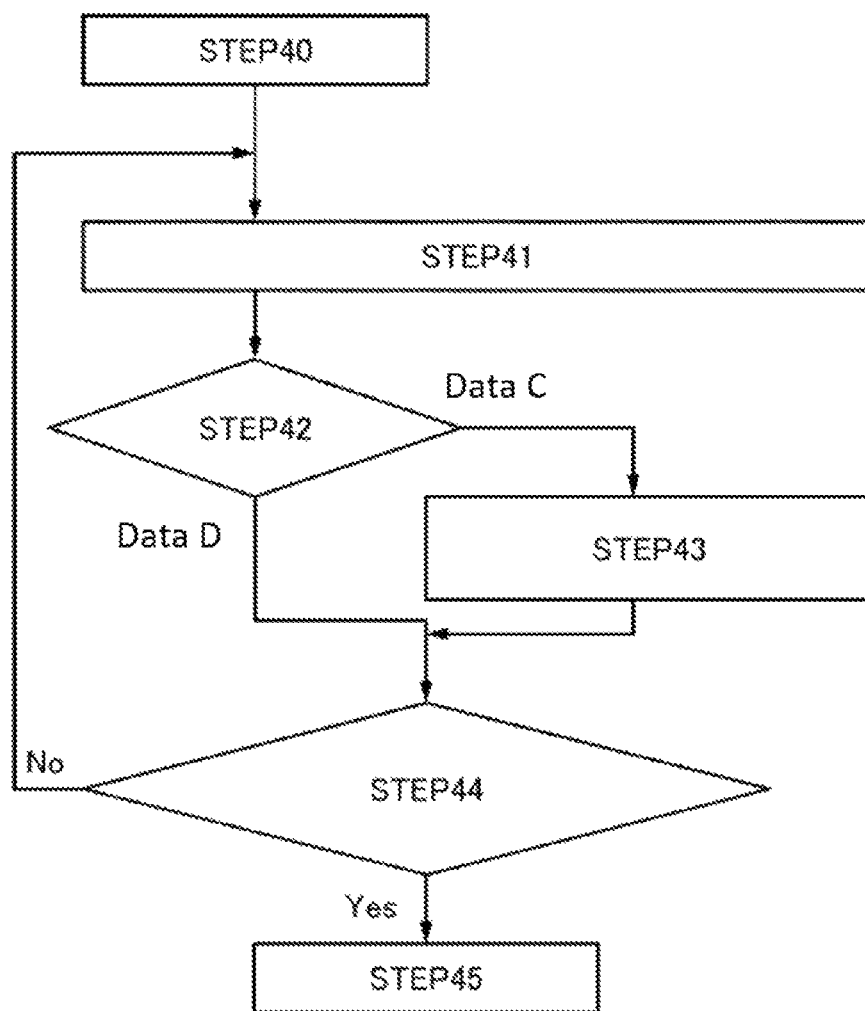 STEP40
STEP41
STEP42
Data C
Data D
STEP43
No
STEP44
Yes
STEP45